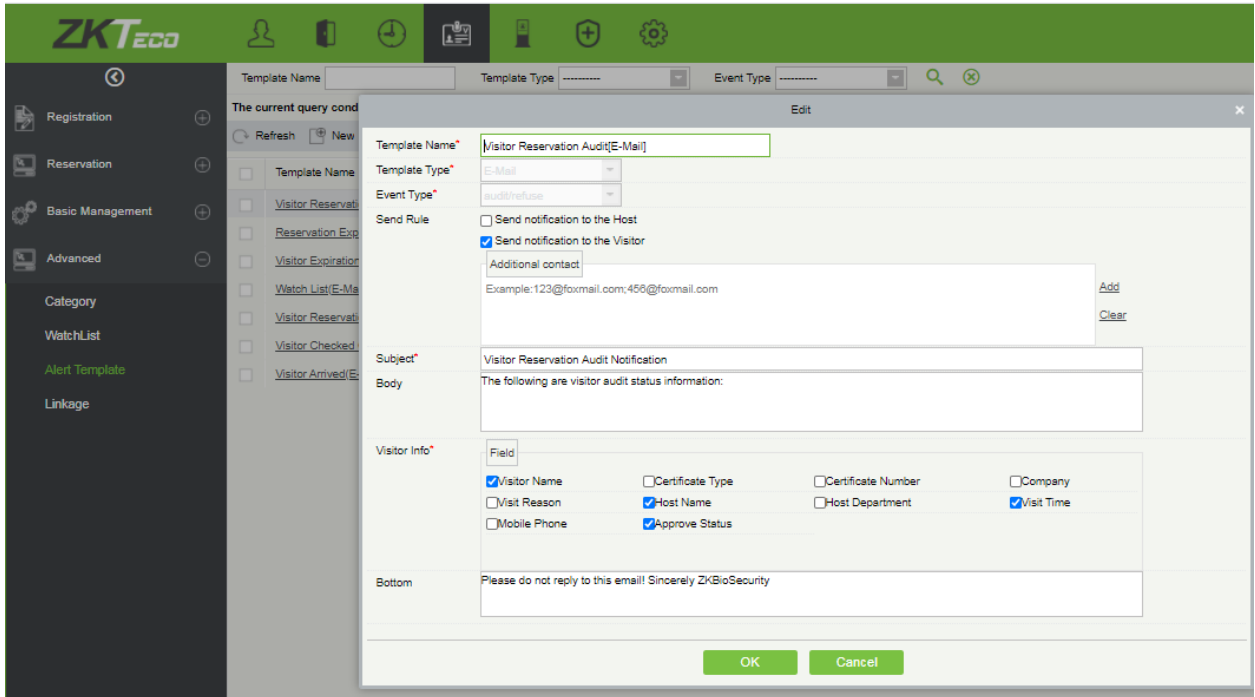 ZKTeco
Template Name Template Type ---------- Event Type ----------
The current query cond
Refresh New
Template Name
Visitor Reservati
Reservation Exp
Visitor Expiration
Watch List(E-Ma
Visitor Reservati
Visitor Checked
Visitor Arrived(E-
Registration
Reservation
Basic Management
Advanced
Category
WatchList
Alert Template
Linkage
Edit
Template Name* Visitor Reservation Audit[E-Mail]
Template Type* E-Mail
Event Type* audit/refuse
Send Rule Send notification to the Host
Send notification to the Visitor
Additional contact
Example:123@foxmail.com;456@foxmail.com
Add
Clear
Subject* Visitor Reservation Audit Notification
Body The following are visitor audit status information:
Visitor Info* Field
Visitor Name Certificate Type Certificate Number Company
Visit Reason Host Name Host Department Visit Time
Mobile Phone Approve Status
Bottom Please do not reply to this email! Sincerely ZKBioSecurity
OK Cancel